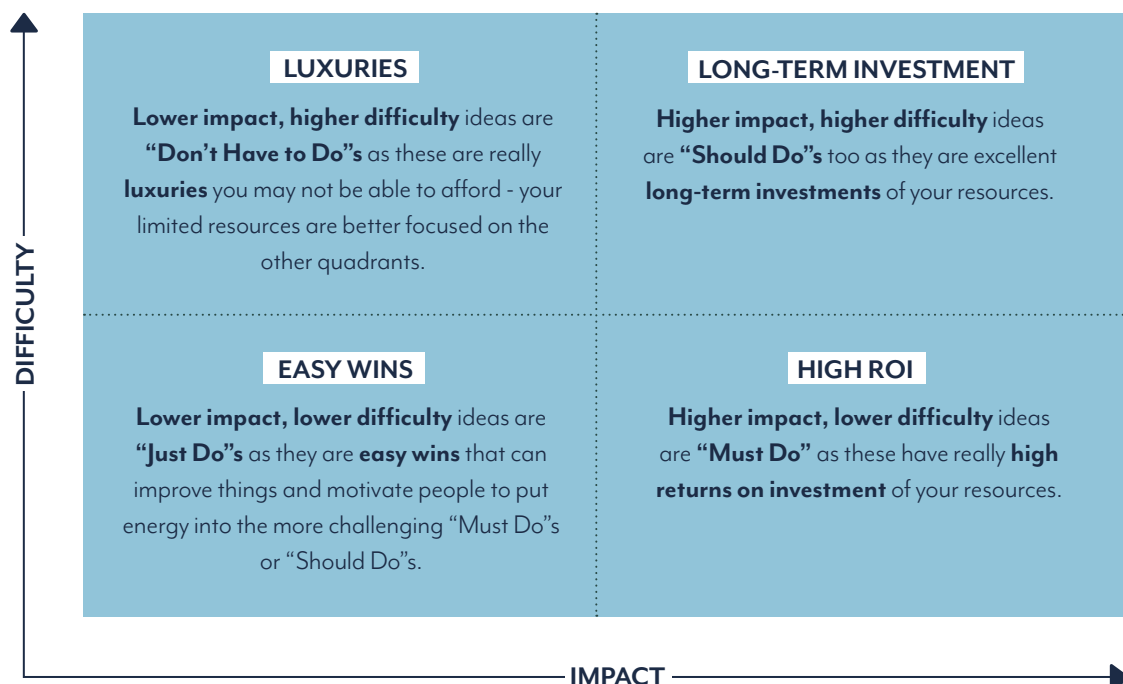 LUXURIES
Lower impact, higher difficulty ideas are
“Don’t Have to Do”s as these are really
luxuries you may not be able to afford - your
limited resources are better focused on the
other quadrants.
LONG-TERM INVESTMENT
Higher impact, higher difficulty ideas
are “Should Do”s too as they are excellent
long-term investments of your resources.
DIFFICULTY
EASY WINS
Lower impact, lower difficulty ideas are
“Just Do”s as they are easy wins that can
improve things and motivate people to put
energy into the more challenging “Must Do”s
or “Should Do”s.
HIGH ROI
Higher impact, lower difficulty ideas
are “Must Do” as these have really high
returns on investment of your resources.
IMPACT